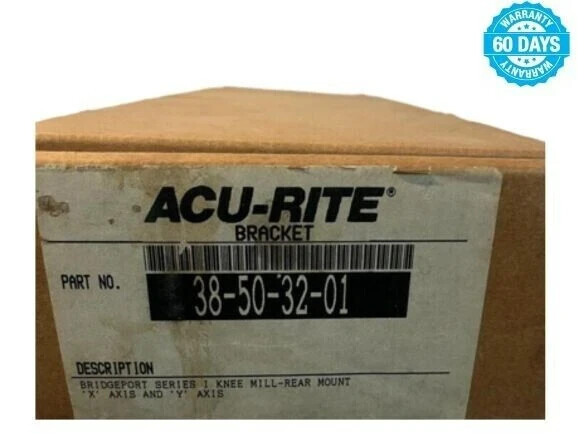 WARRANTY
60 DAYS
WARRANTY
ACU-RITE®
BRACKET
PART NO.
38-50-32-01
DESCRIPTION
BRIDGEPORT SERIES I KNEE MILL-REAR MOUNT
'X' AXIS AND 'Y' AXIS